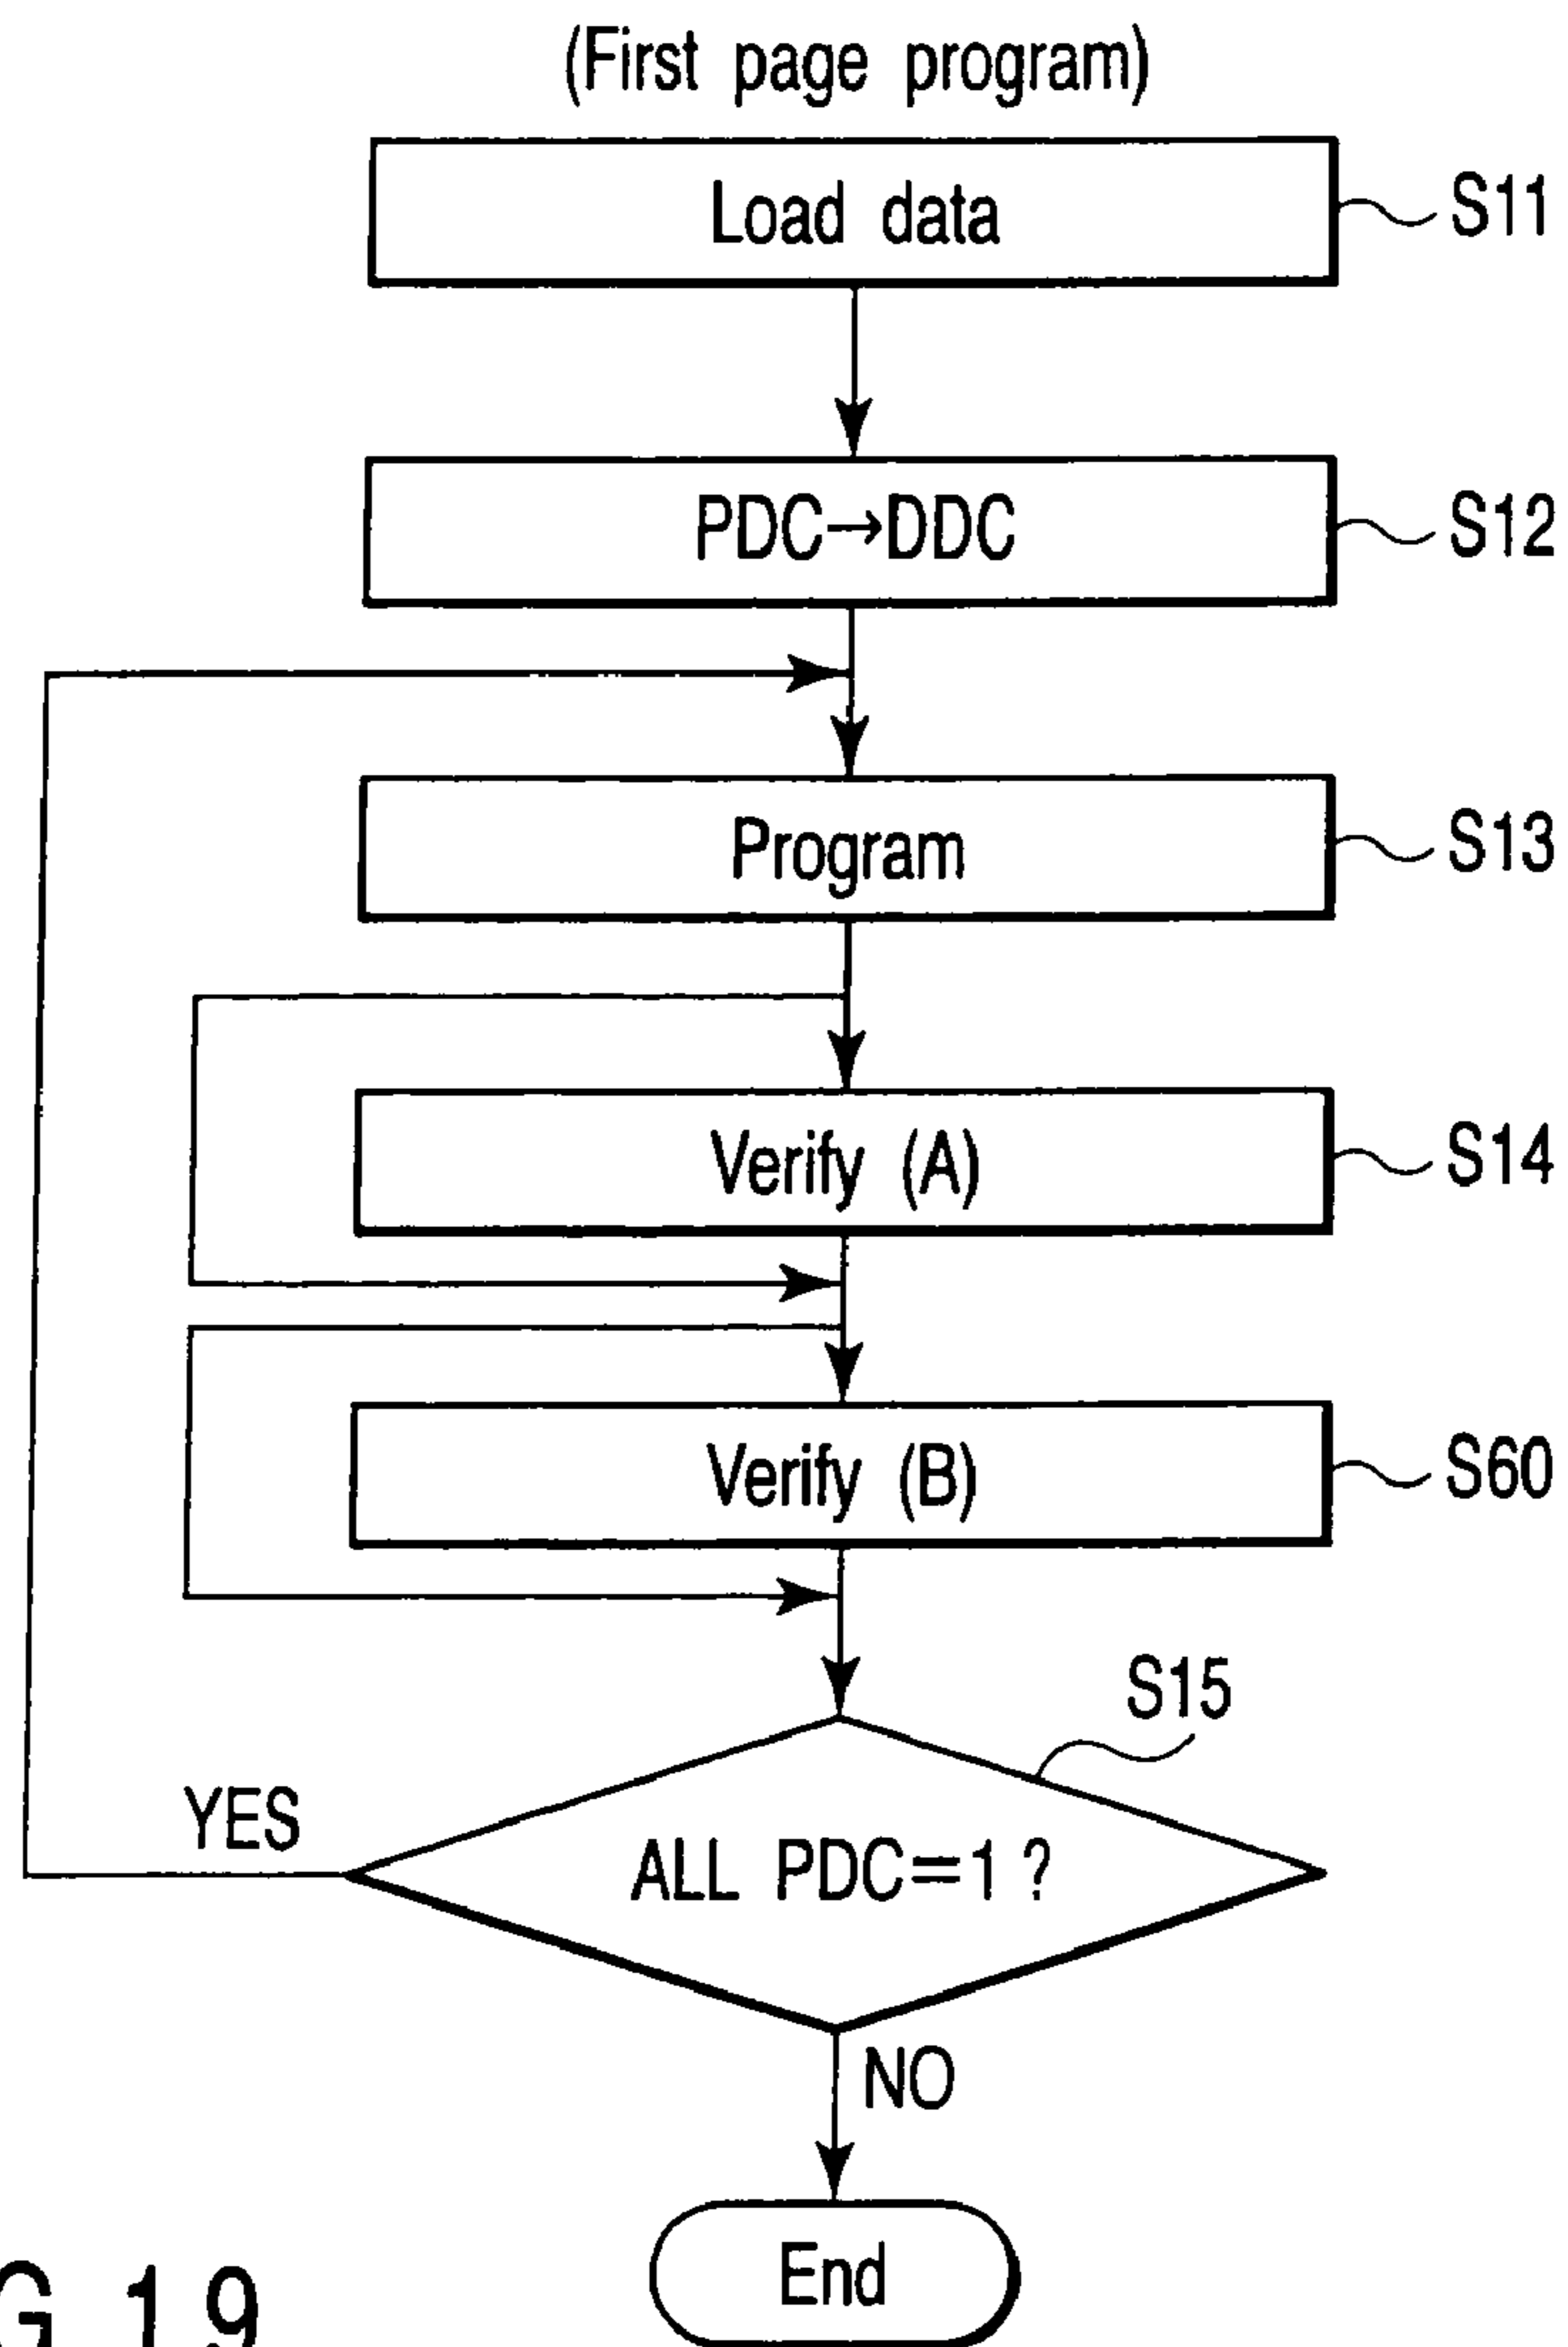 (First page program)
Load data
S11
PDC→DDC
S12
Program
S13
Verify (A)
S14
Verify (B)
S60
S15
YES
ALL PDC=1 ?
NO
End
G 19